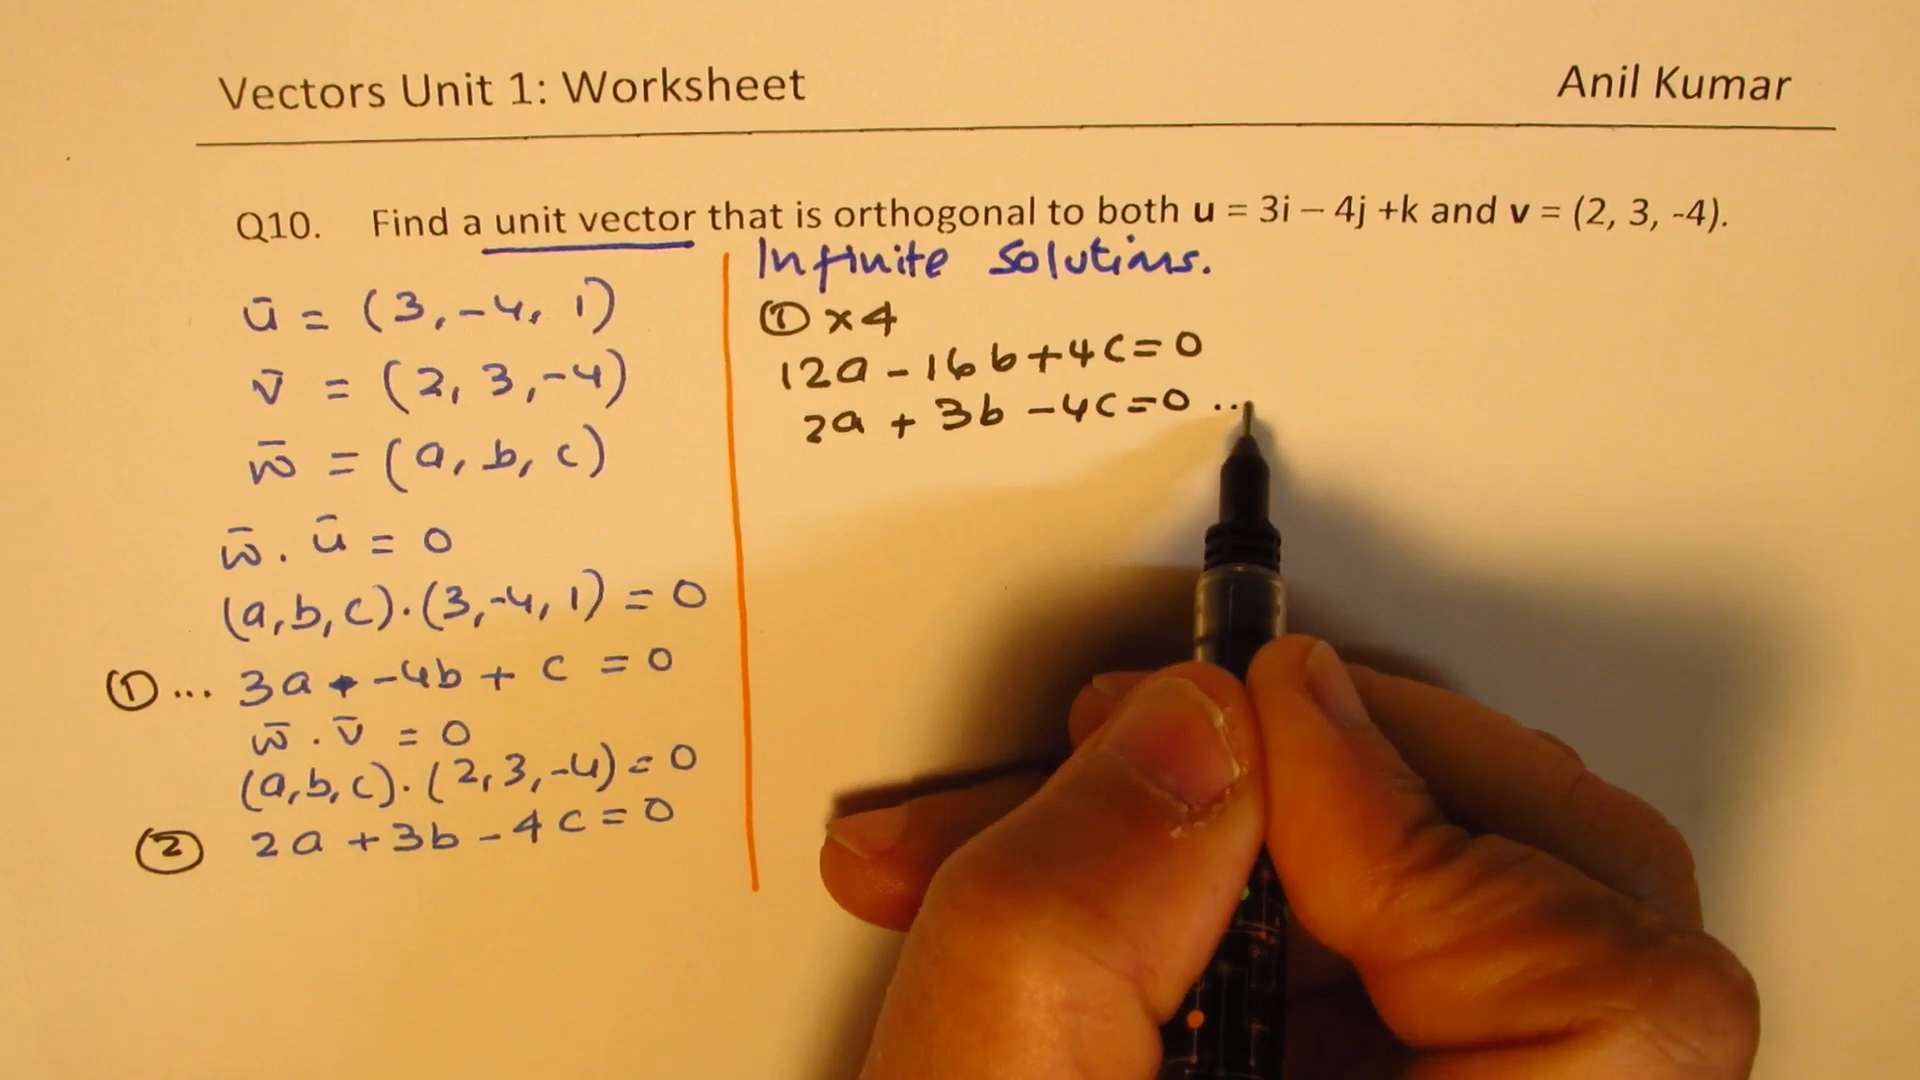 Vectors Unit 1: Worksheet
Anil Kumar
Q10. Find a unit vector that is orthogonal to both u = 3i – 4j +k and v = (2, 3, -4).
ū = (3, -4, 1)
v̄ = (2, 3, -4)
w̄ = (a, b, c)
w̄ . ū = 0
(a, b, c) . (3, -4, 1) = 0
① ... 3a - 4b + c = 0
w̄ . v̄ = 0
(a, b, c) . (2, 3, -4) = 0
② 2a + 3b - 4c = 0
Infinite Solutions.
① x 4
12a - 16b + 4c = 0
2a + 3b - 4c = 0 ...